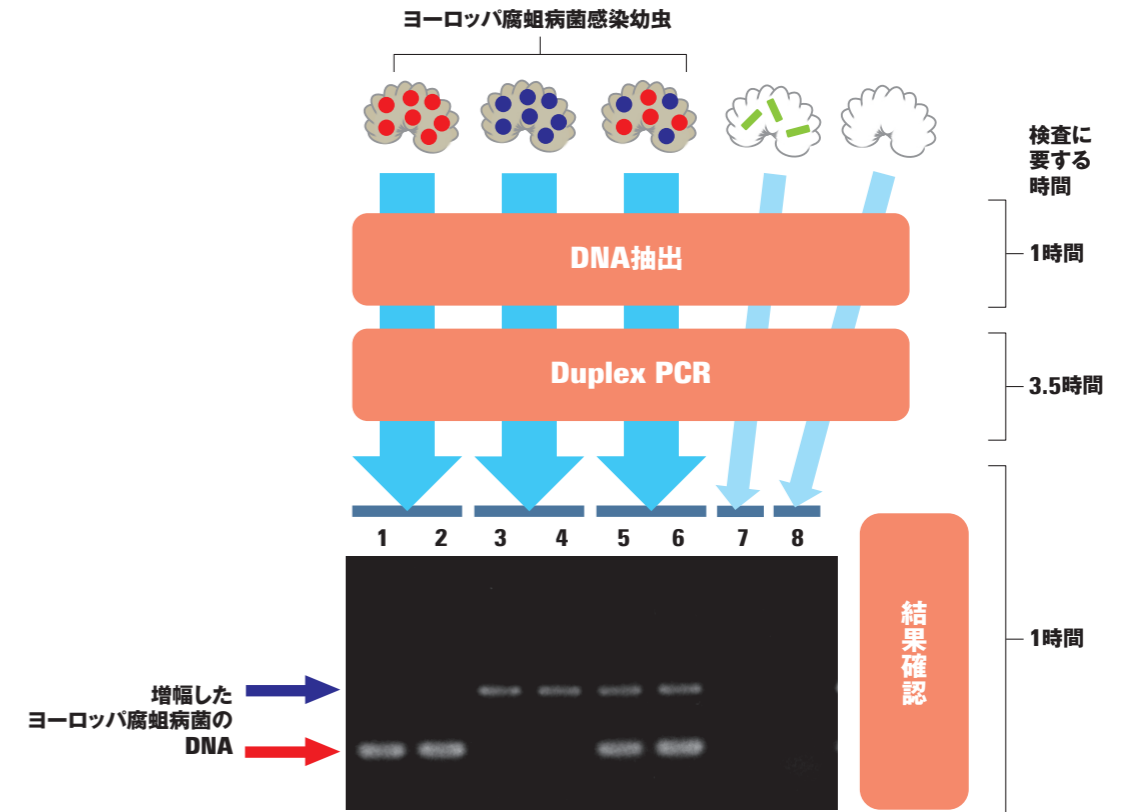 ヨーロッパ腐蛆病菌感染幼虫
検査に
要する
時間
DNA抽出
1時間
Duplex PCR
3.5時間
1 2 3 4 5 6 7 8
結果確認
1時間
増幅した
ヨーロッパ腐蛆病菌の
DNA